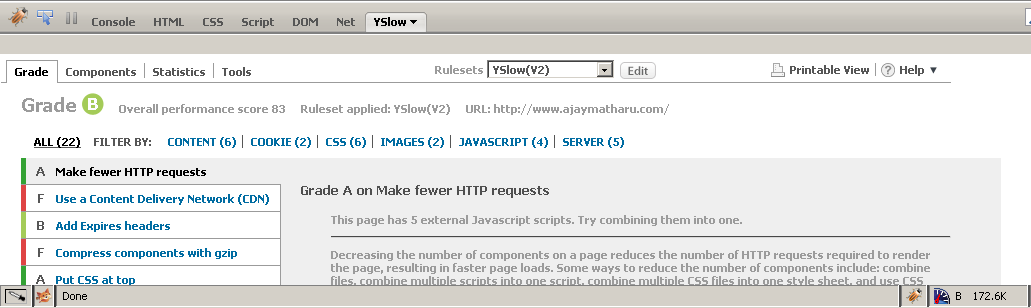 Console HTML CSS Script DOM Net YSlow
Grade Components Statistics Tools Rulesets YSlow(V2) Edit Printable View Help
Grade B Overall performance score 83 Ruleset applied: YSlow(V2) URL: http://www.ajaymatharu.com/
ALL (22) FILTER BY: CONTENT (6) COOKIE (2) CSS (6) IMAGES (2) JAVASCRIPT (4) SERVER (5)
A Make fewer HTTP requests
F Use a Content Delivery Network (CDN)
B Add Expires headers
F Compress components with gzip
A Put CSS at top
Grade A on Make fewer HTTP requests
This page has 5 external Javascript scripts. Try combining them into one.
Decreasing the number of components on a page reduces the number of HTTP requests required to render
the page, resulting in faster page loads. Some ways to reduce the number of components include: combine
files, combine multiple scripts into one script, combine multiple CSS files into one style sheet, and use CSS
Done B 172.6K